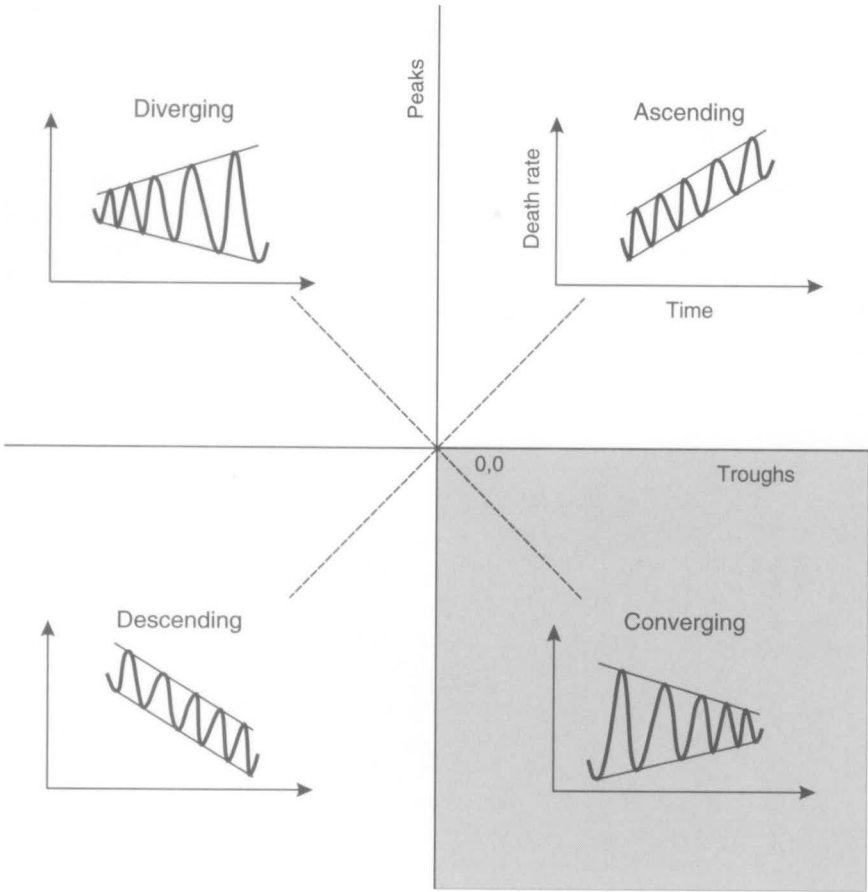 Peaks
Diverging
Ascending
Death rate
Time
0,0
Troughs
Descending
Converging